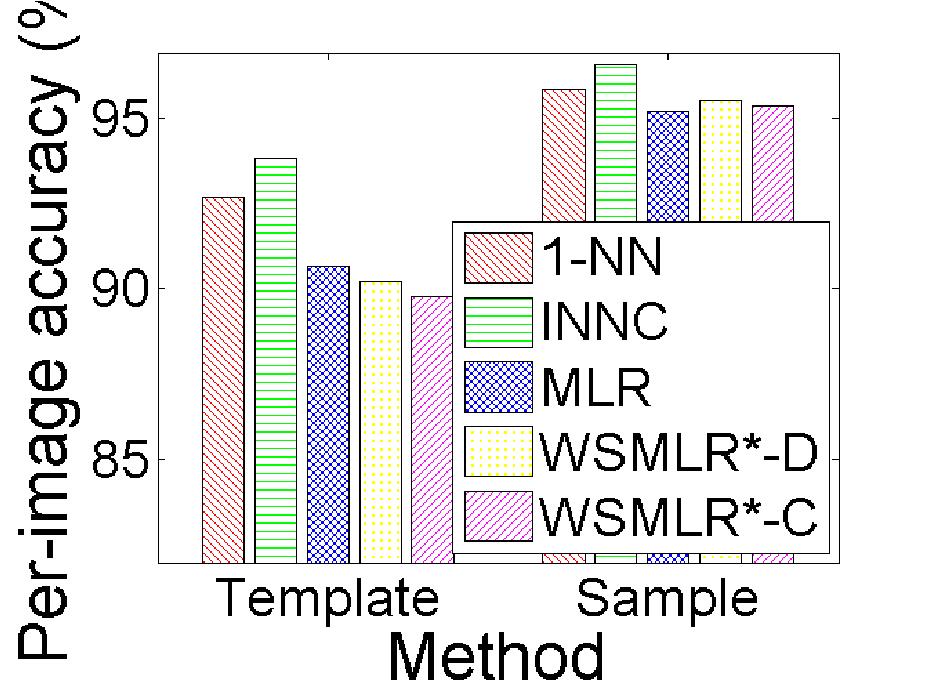 Per-image accuracy (%
95
90
85
1-NN
INNC
MLR
WSMLR*-D
WSMLR*-C
Template
Sample
Method